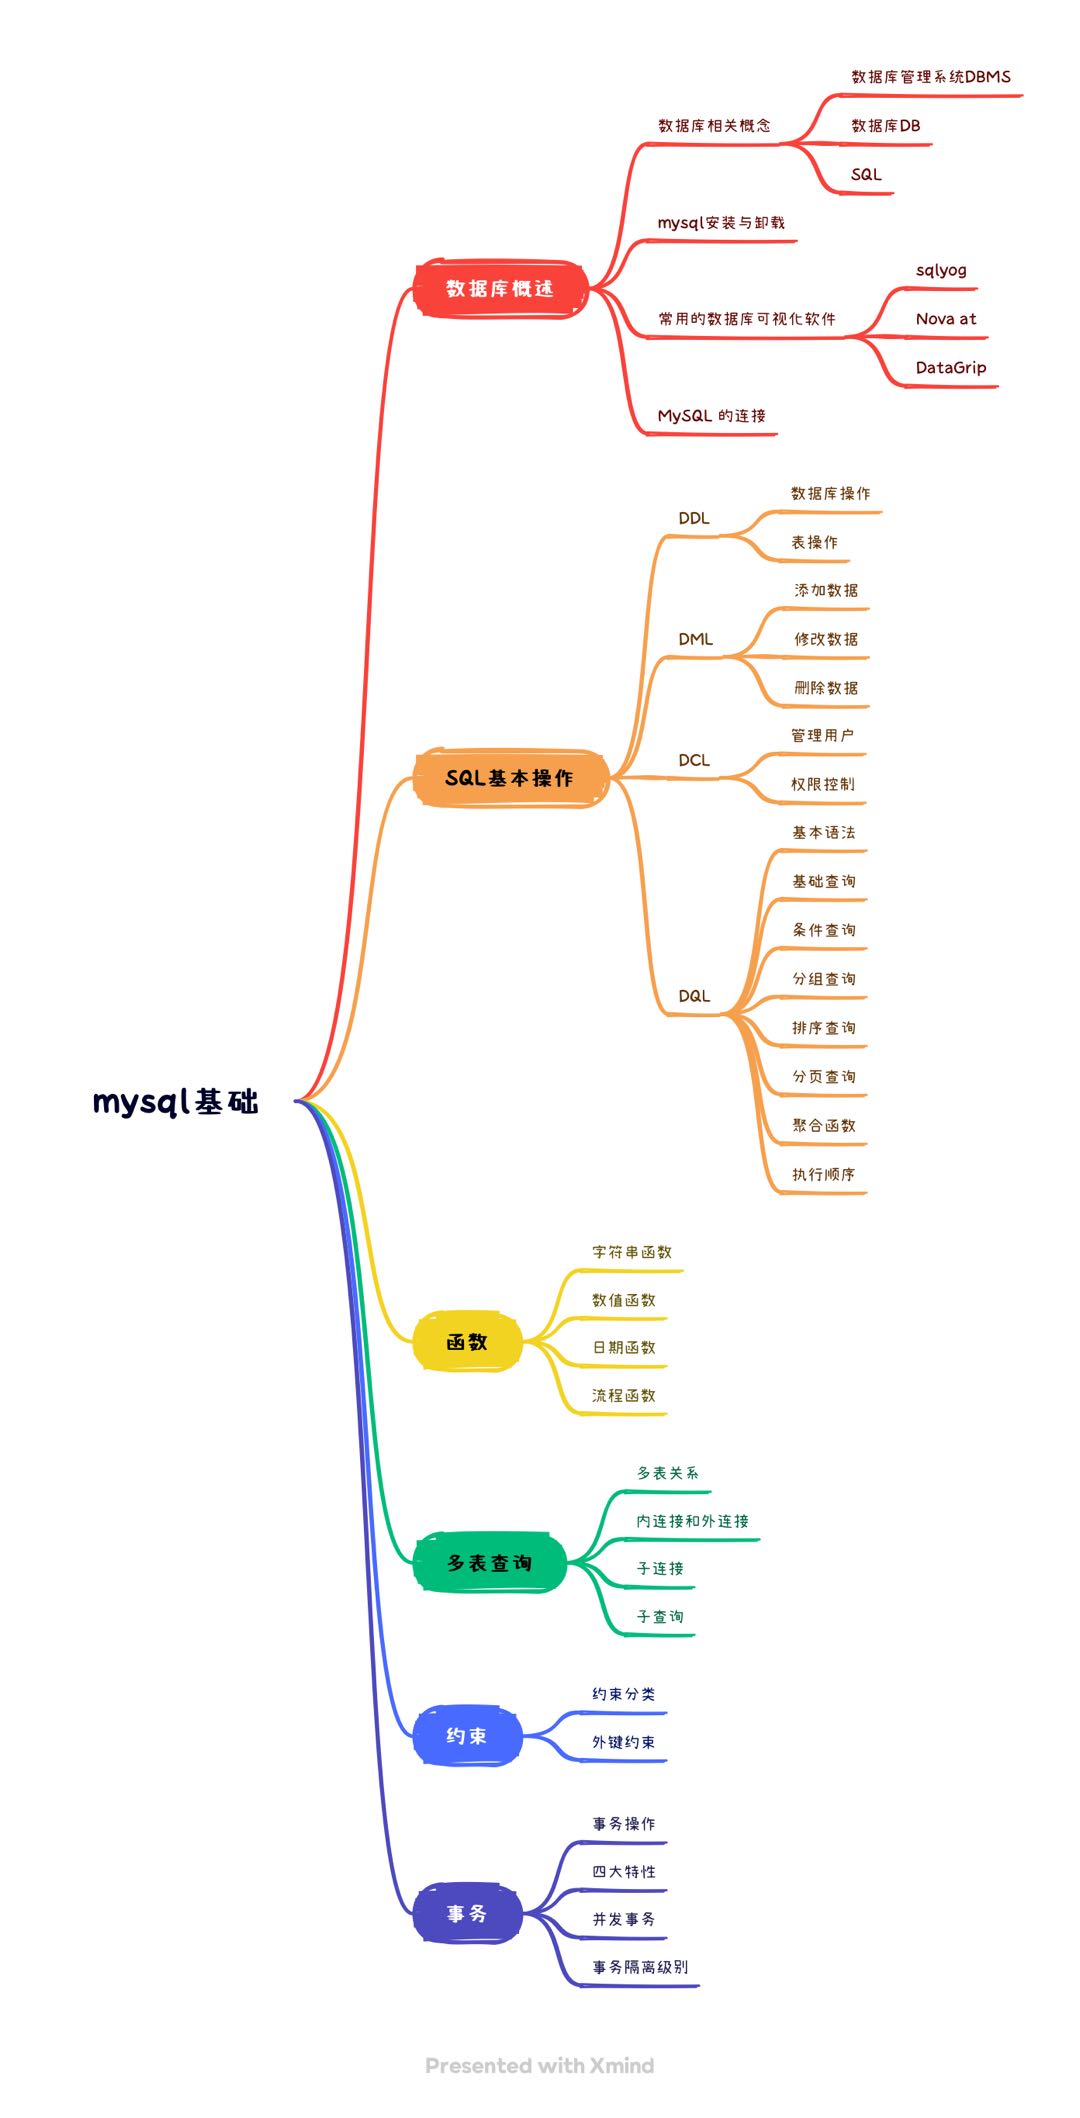 mysql基础
数据库概述
数据库相关概念
数据库管理系统DBMS
数据库DB
SQL
mysql安装与卸载
常用的数据库可视化软件
sqlyog
Nova at
DataGrip
MySQL 的连接
SQL基本操作
DDL
数据库操作
表操作
DML
添加数据
修改数据
删除数据
DCL
管理用户
权限控制
DQL
基本语法
基础查询
条件查询
分组查询
排序查询
分页查询
聚合函数
执行顺序
函数
字符串函数
数值函数
日期函数
流程函数
多表查询
多表关系
内连接和外连接
子连接
子查询
约束
约束分类
外键约束
事务
事务操作
四大特性
并发事务
事务隔离级别
Presented with Xmind